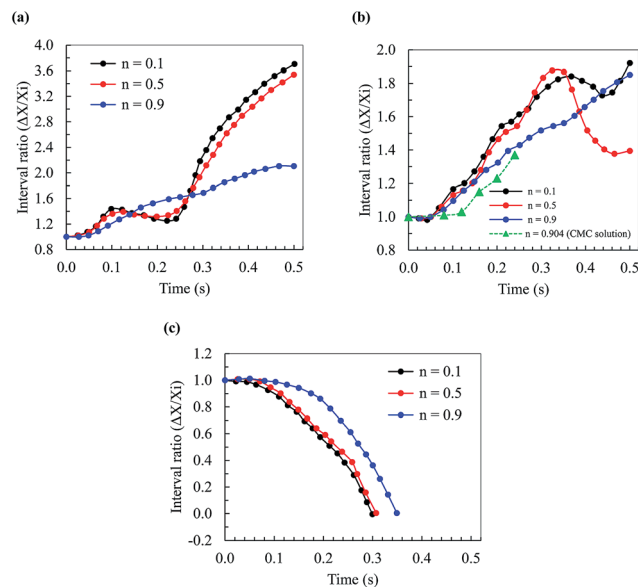 (a)
4.0
3.6
3.2
2.8
2.4
2.0
1.6
1.2
0.8
Interval ratio (ΔX/Xi)
n = 0.1
n = 0.5
n = 0.9
0.0 0.1 0.2 0.3 0.4 0.5
Time (s)
(b)
2.0
1.8
1.6
1.4
1.2
1.0
0.8
Interval ratio (ΔX/Xi)
n = 0.1
n = 0.5
n = 0.9
n = 0.904 (CMC solution)
0.0 0.1 0.2 0.3 0.4 0.5
Time (s)
(c)
1.2
1.0
0.8
0.6
0.4
0.2
0.0
-0.2
Interval ratio (ΔX/Xi)
n = 0.1
n = 0.5
n = 0.9
0.0 0.1 0.2 0.3 0.4 0.5
Time (s)